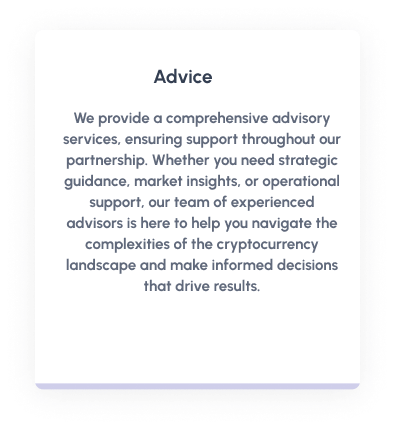 Advice
We provide a comprehensive advisory
services, ensuring support throughout our
partnership. Whether you need strategic
guidance, market insights, or operational
support, our team of experienced
advisors is here to help you navigate the
complexities of the cryptocurrency
landscape and make informed decisions
that drive results.